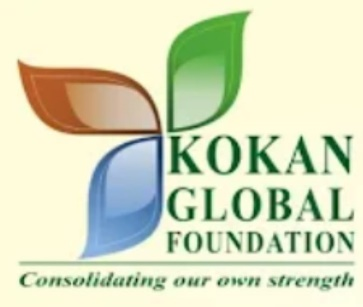 KOKAN
GLOBAL
FOUNDATION
Consolidating our own strength